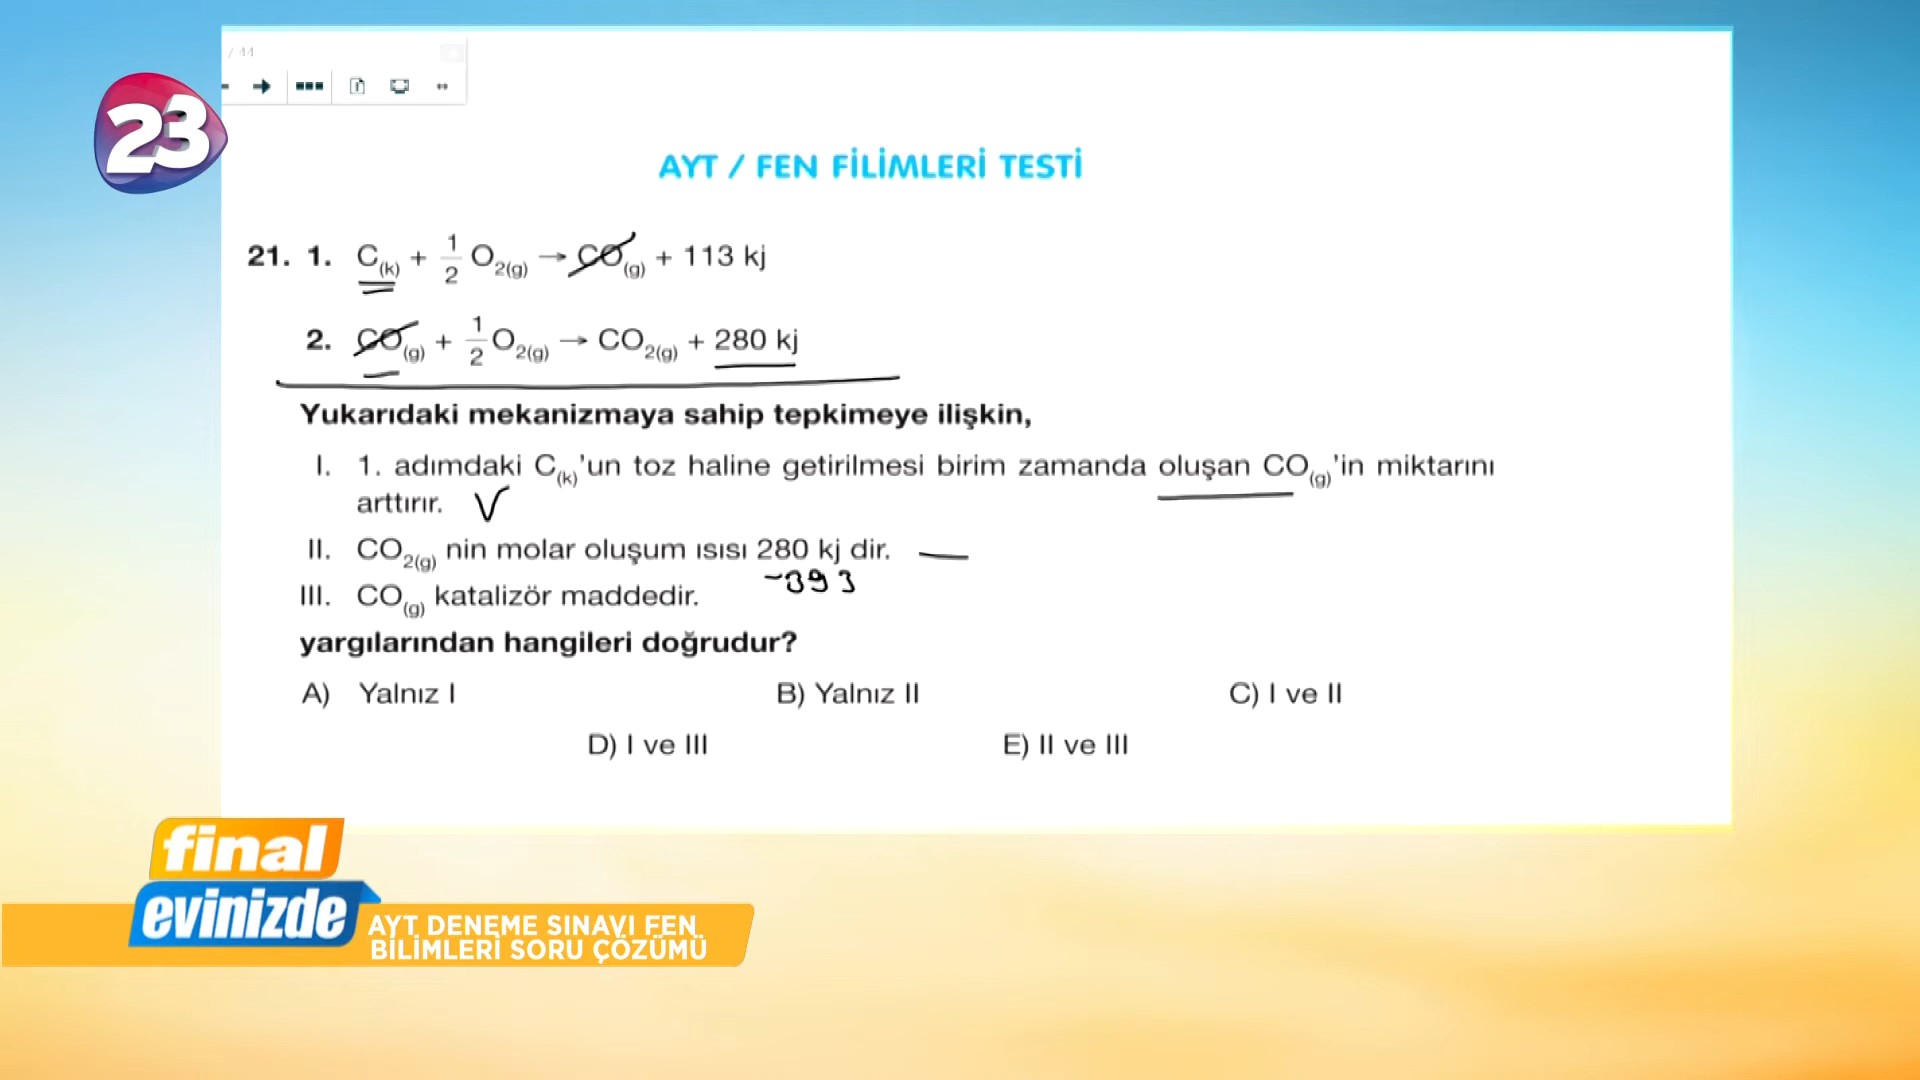 / 44
23
AYT / FEN FİLİMLERİ TESTİ
21. 1. C(k) + 1/2 O2(g) → CO(g) + 113 kj
2. CO(g) + 1/2 O2(g) → CO2(g) + 280 kj
Yukarıdaki mekanizmaya sahip tepkimeye ilişkin,
I. 1. adımdaki C(k)'un toz haline getirilmesi birim zamanda oluşan CO(g)'in miktarını
arttırır. V
II. CO2(g) nin molar oluşum ısısı 280 kj dir. —
-393
III. CO(g) katalizör maddedir.
yargılarından hangileri doğrudur?
A) Yalnız I B) Yalnız II C) I ve II
D) I ve III E) II ve III
final
evinizde
AYT DENEME SINAVI FEN
BİLİMLERİ SORU ÇÖZÜMÜ